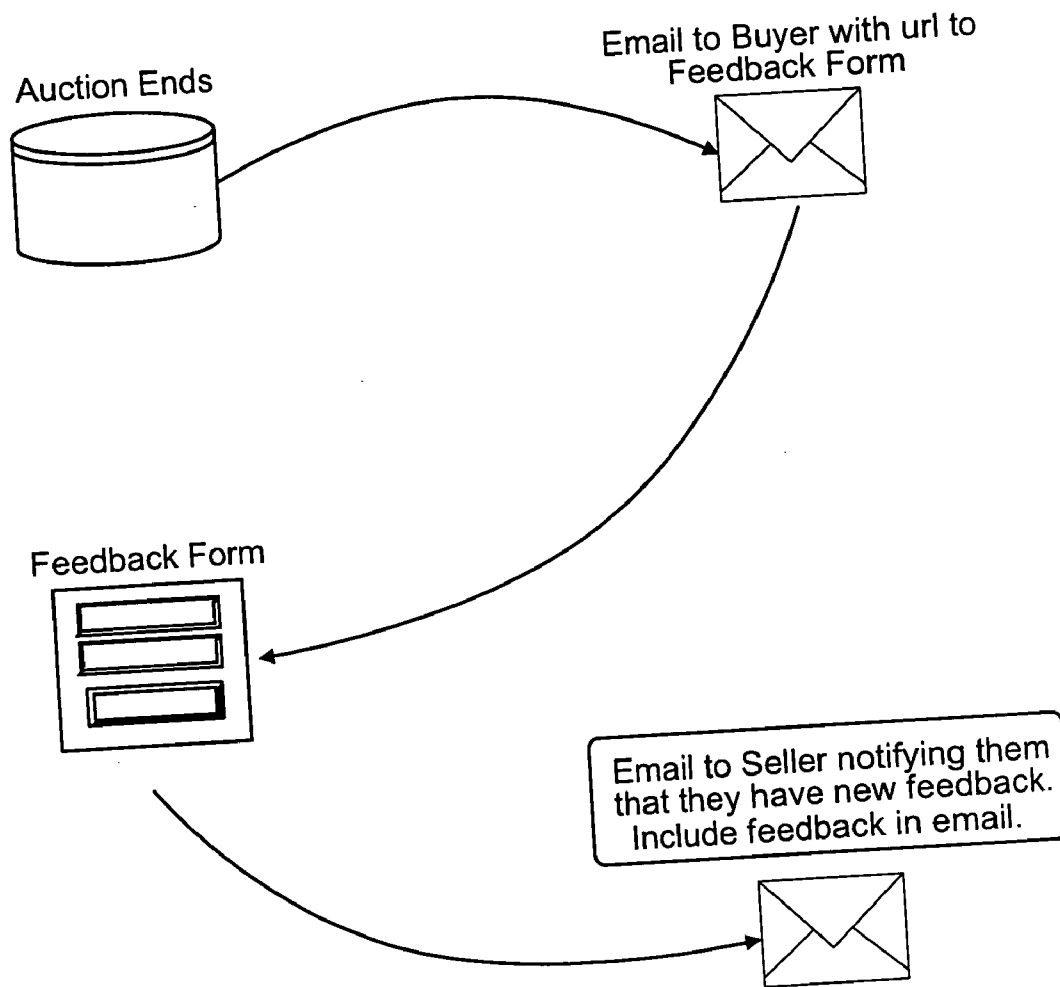 Auction Ends
Email to Buyer with url to
Feedback Form
Feedback Form
Email to Seller notifying them
that they have new feedback.
Include feedback in email.